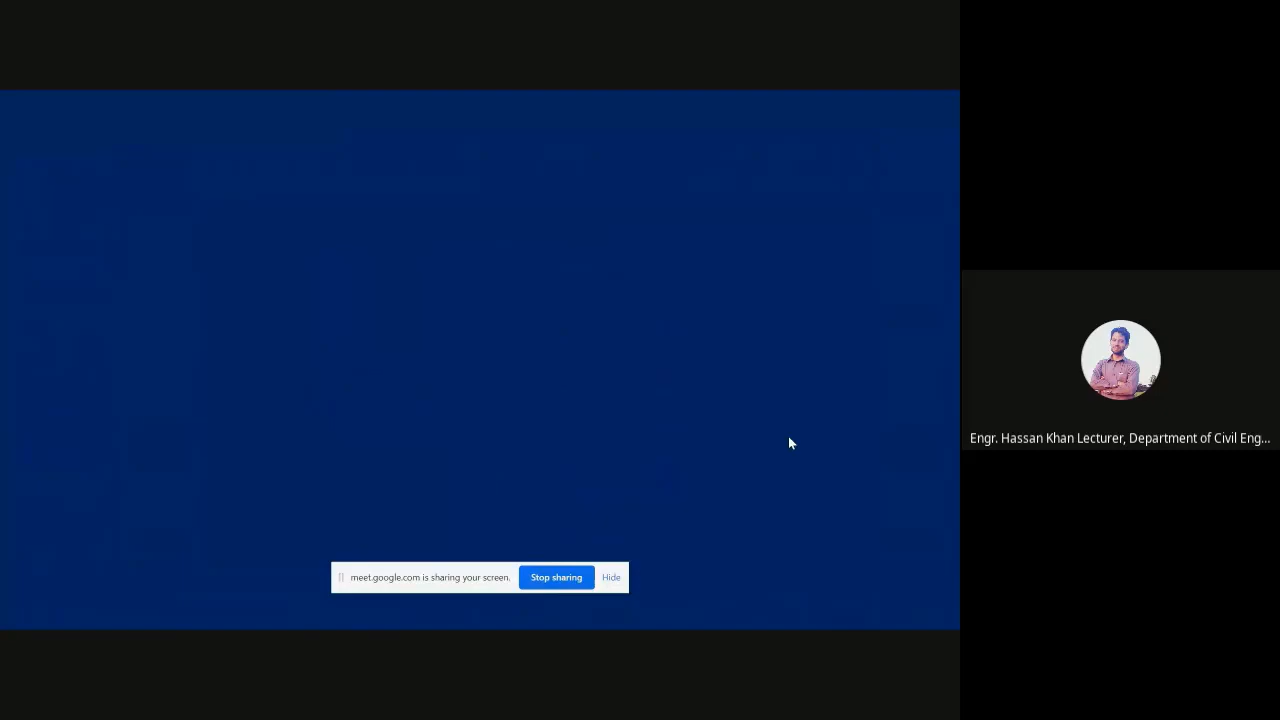 meet.google.com is sharing your screen.
Stop sharing
Hide
Engr. Hassan Khan Lecturer, Department of Civil Eng...